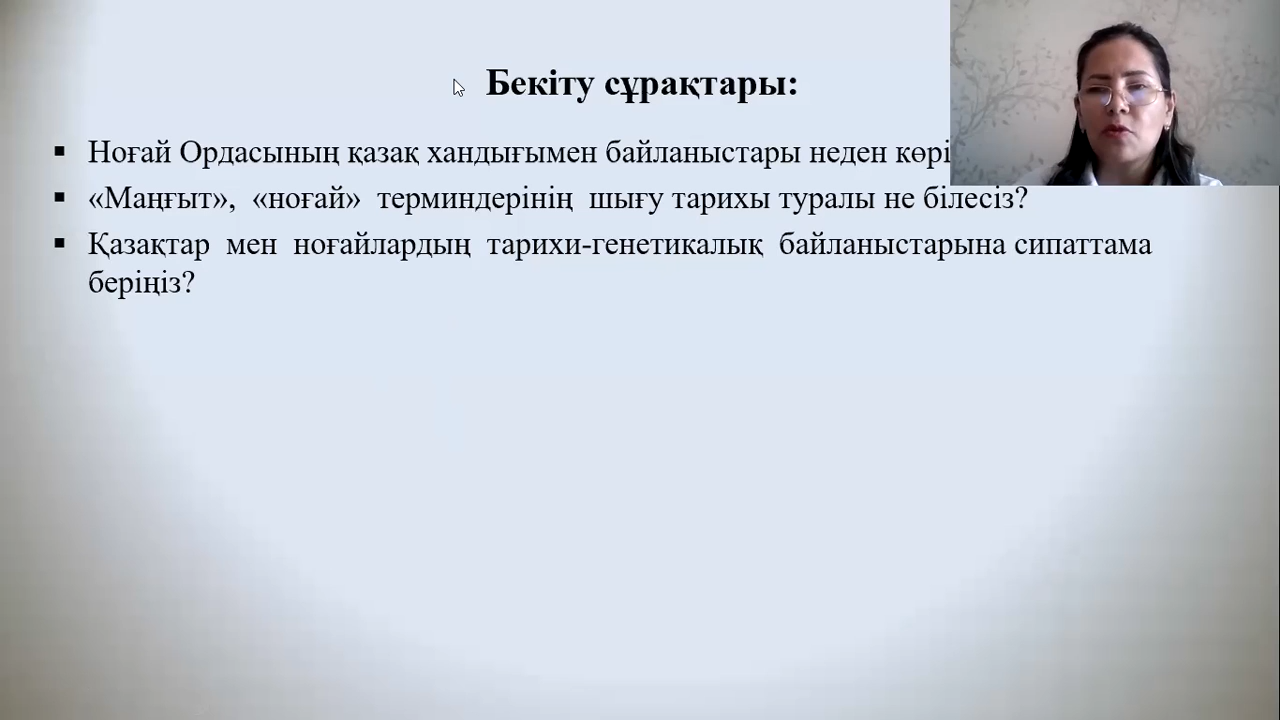 Бекіту сұрақтары:
▪ Ноғай Ордасының қазақ хандығымен байланыстары неден
▪ «Маңғыт», «ноғай» терминдерінің шығу тарихы туралы не білесіз?
▪ Қазақтар мен ноғайлардың тарихи-генетикалық байланыстарына сипаттама
беріңіз?